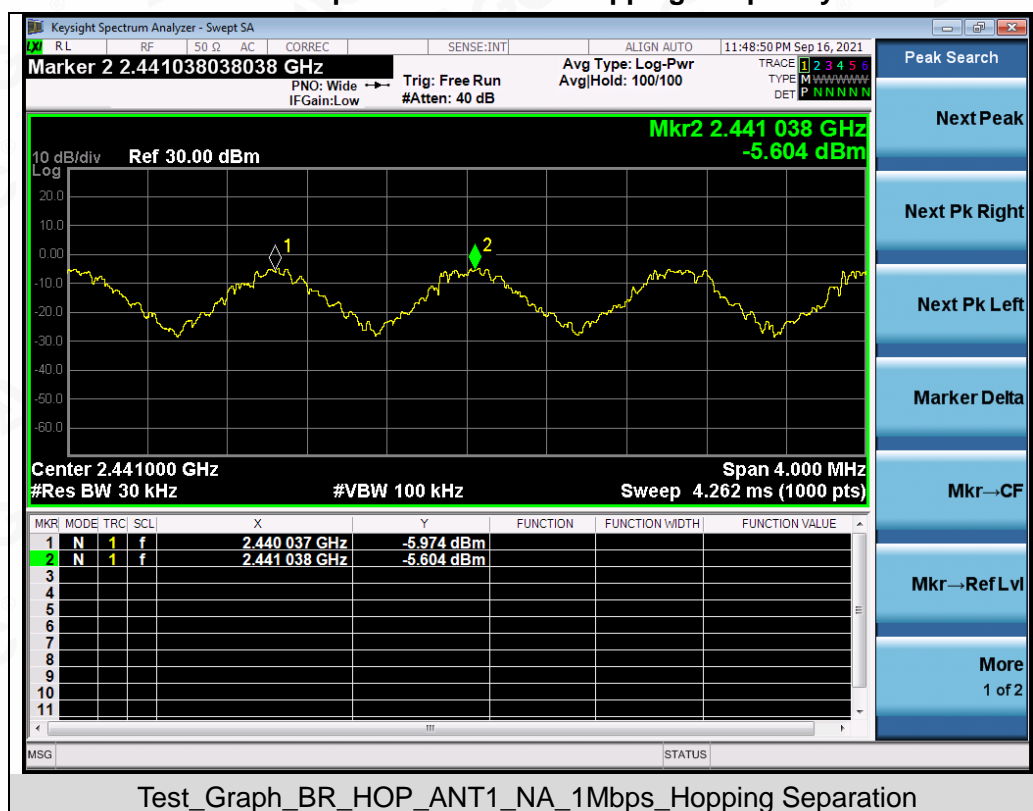 Keysight Spectrum Analyzer - Swept SA
LXI RL RF 50 Ω AC CORREC SENSE:INT ALIGN AUTO 11:48:50 PM Sep 16, 2021
Marker 2 2.441038038038 GHz
PNO: Wide
IFGain:Low
Trig: Free Run
#Atten: 40 dB
Avg Type: Log-Pwr
Avg|Hold: 100/100
TRACE 1 2 3 4 5 6
TYPE M WWWWW
DET P N N N N N
Mkr2 2.441 038 GHz
-5.604 dBm
10 dB/div Ref 30.00 dBm
Log
20.0
10.0
0.00
-10.0
-20.0
-30.0
-40.0
-50.0
-60.0
1
2
Center 2.441000 GHz Span 4.000 MHz
#Res BW 30 kHz #VBW 100 kHz Sweep 4.262 ms (1000 pts)
MKR MODE TRC SCL X Y FUNCTION FUNCTION WIDTH FUNCTION VALUE
1 N 1 f 2.440 037 GHz -5.974 dBm
2 N 1 f 2.441 038 GHz -5.604 dBm
3
4
5
6
7
8
9
10
11
MSG STATUS
Peak Search
Next Peak
Next Pk Right
Next Pk Left
Marker Delta
Mkr→CF
Mkr→Ref Lvl
More
1 of 2
Test_Graph_BR_HOP_ANT1_NA_1Mbps_Hopping Separation